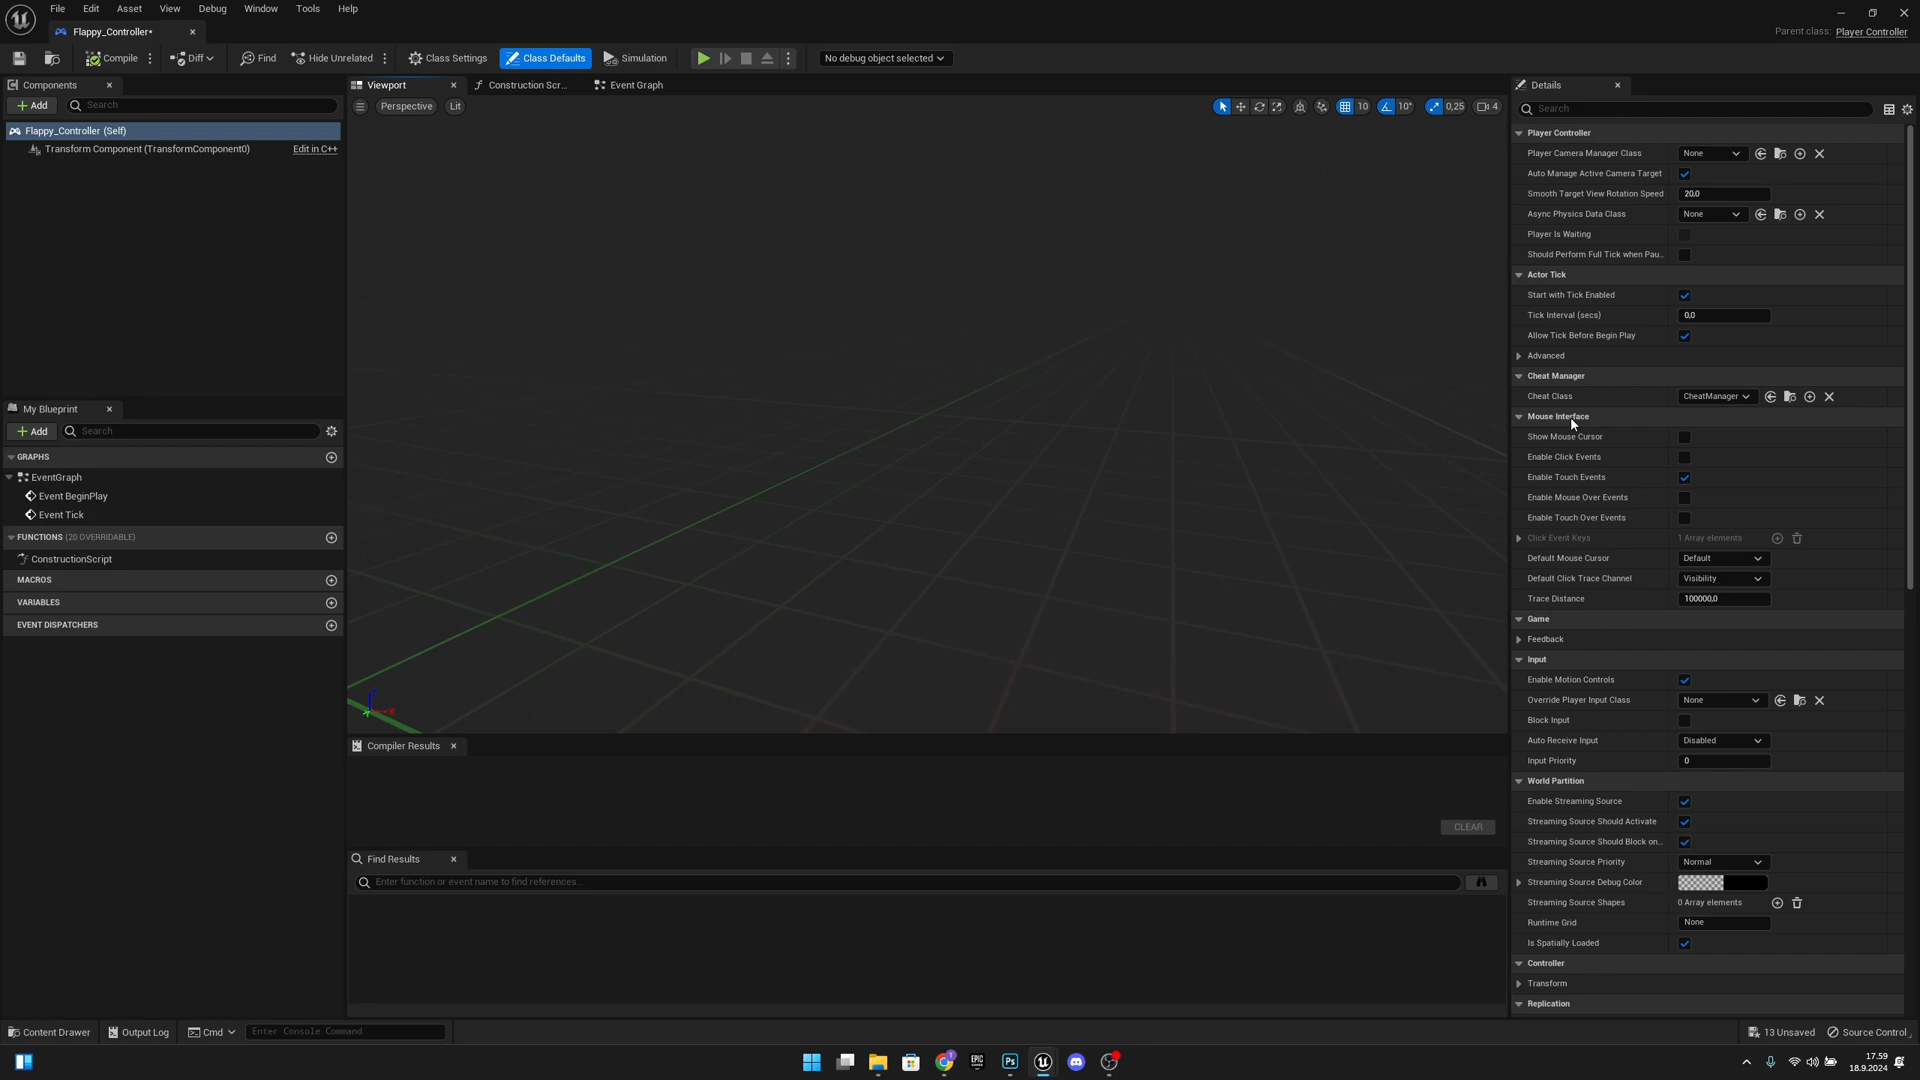 File Edit Asset View Debug Window Tools Help
Flappy_Controller•
Parent class: Player Controller
Compile Diff Find Hide Unrelated Class Settings Class Defaults Simulation No debug object selected
Components
Add Search
Flappy_Controller (Self)
Transform Component (TransformComponent0) Edit in C++
My Blueprint
Add Search
GRAPHS
EventGraph
Event BeginPlay
Event Tick
FUNCTIONS (20 OVERRIDABLE)
ConstructionScript
MACROS
VARIABLES
EVENT DISPATCHERS
Viewport Construction Scr... Event Graph
Perspective Lit 10 10° 0,25 4
Z
X
Y
Compiler Results
CLEAR
Find Results
Enter function or event name to find references...
Details
Search
Player Controller
Player Camera Manager Class None
Auto Manage Active Camera Target
Smooth Target View Rotation Speed 20,0
Async Physics Data Class None
Player Is Waiting
Should Perform Full Tick when Pau...
Actor Tick
Start with Tick Enabled
Tick Interval (secs) 0,0
Allow Tick Before Begin Play
Advanced
Cheat Manager
Cheat Class CheatManager
Mouse Interface
Show Mouse Cursor
Enable Click Events
Enable Touch Events
Enable Mouse Over Events
Enable Touch Over Events
Click Event Keys 1 Array elements
Default Mouse Cursor Default
Default Click Trace Channel Visibility
Trace Distance 100000,0
Game
Feedback
Input
Enable Motion Controls
Override Player Input Class None
Block Input
Auto Receive Input Disabled
Input Priority 0
World Partition
Enable Streaming Source
Streaming Source Should Activate
Streaming Source Should Block on...
Streaming Source Priority Normal
Streaming Source Debug Color
Streaming Source Shapes 0 Array elements
Runtime Grid None
Is Spatially Loaded
Controller
Transform
Replication
Content Drawer Output Log Cmd Enter Console Command 13 Unsaved Source Control
EPIC Ps
17.59
18.9.2024